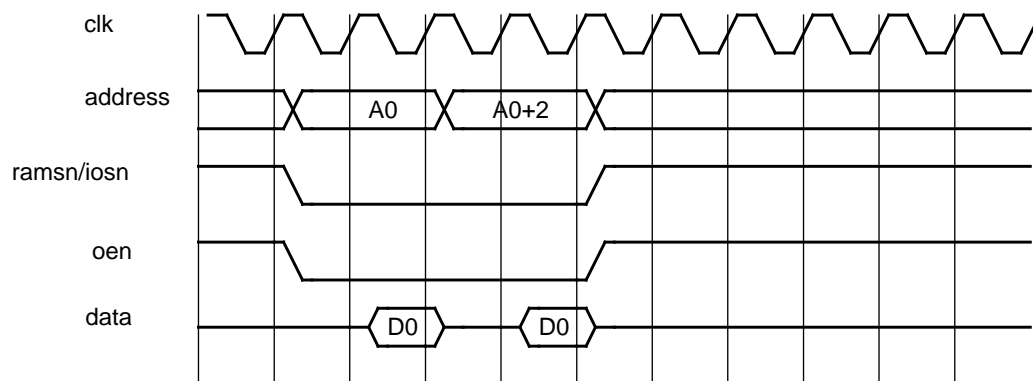 clk
address
A0
A0+2
ramsn/iosn
oen
data
D0
D0